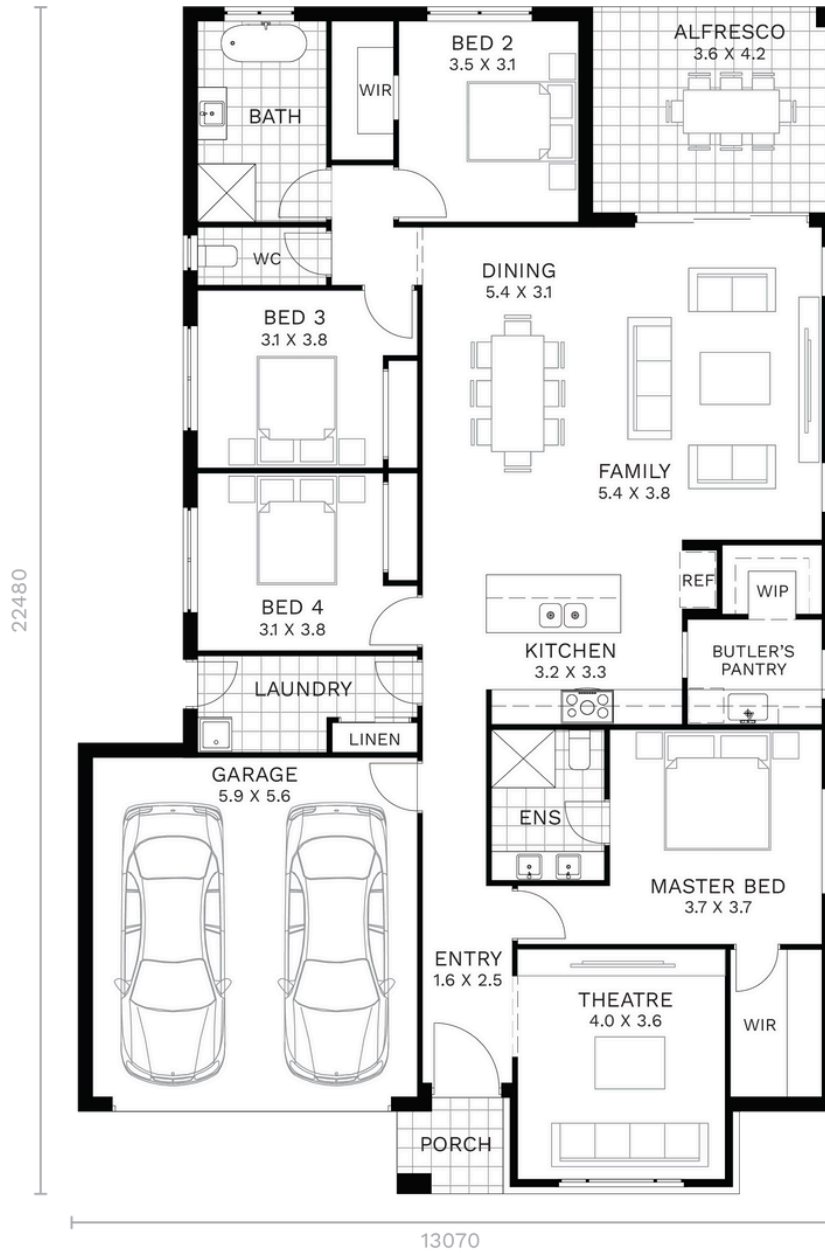 ALFRESCO
3.6 X 4.2
BED 2
3.5 X 3.1
WIR
BATH
WC
DINING
5.4 X 3.1
BED 3
3.1 X 3.8
FAMILY
5.4 X 3.8
REF
WIP
BED 4
3.1 X 3.8
KITCHEN
3.2 X 3.3
BUTLER'S
PANTRY
LAUNDRY
LINEN
GARAGE
5.9 X 5.6
ENS
MASTER BED
3.7 X 3.7
ENTRY
1.6 X 2.5
THEATRE
4.0 X 3.6
WIR
PORCH
22480
13070